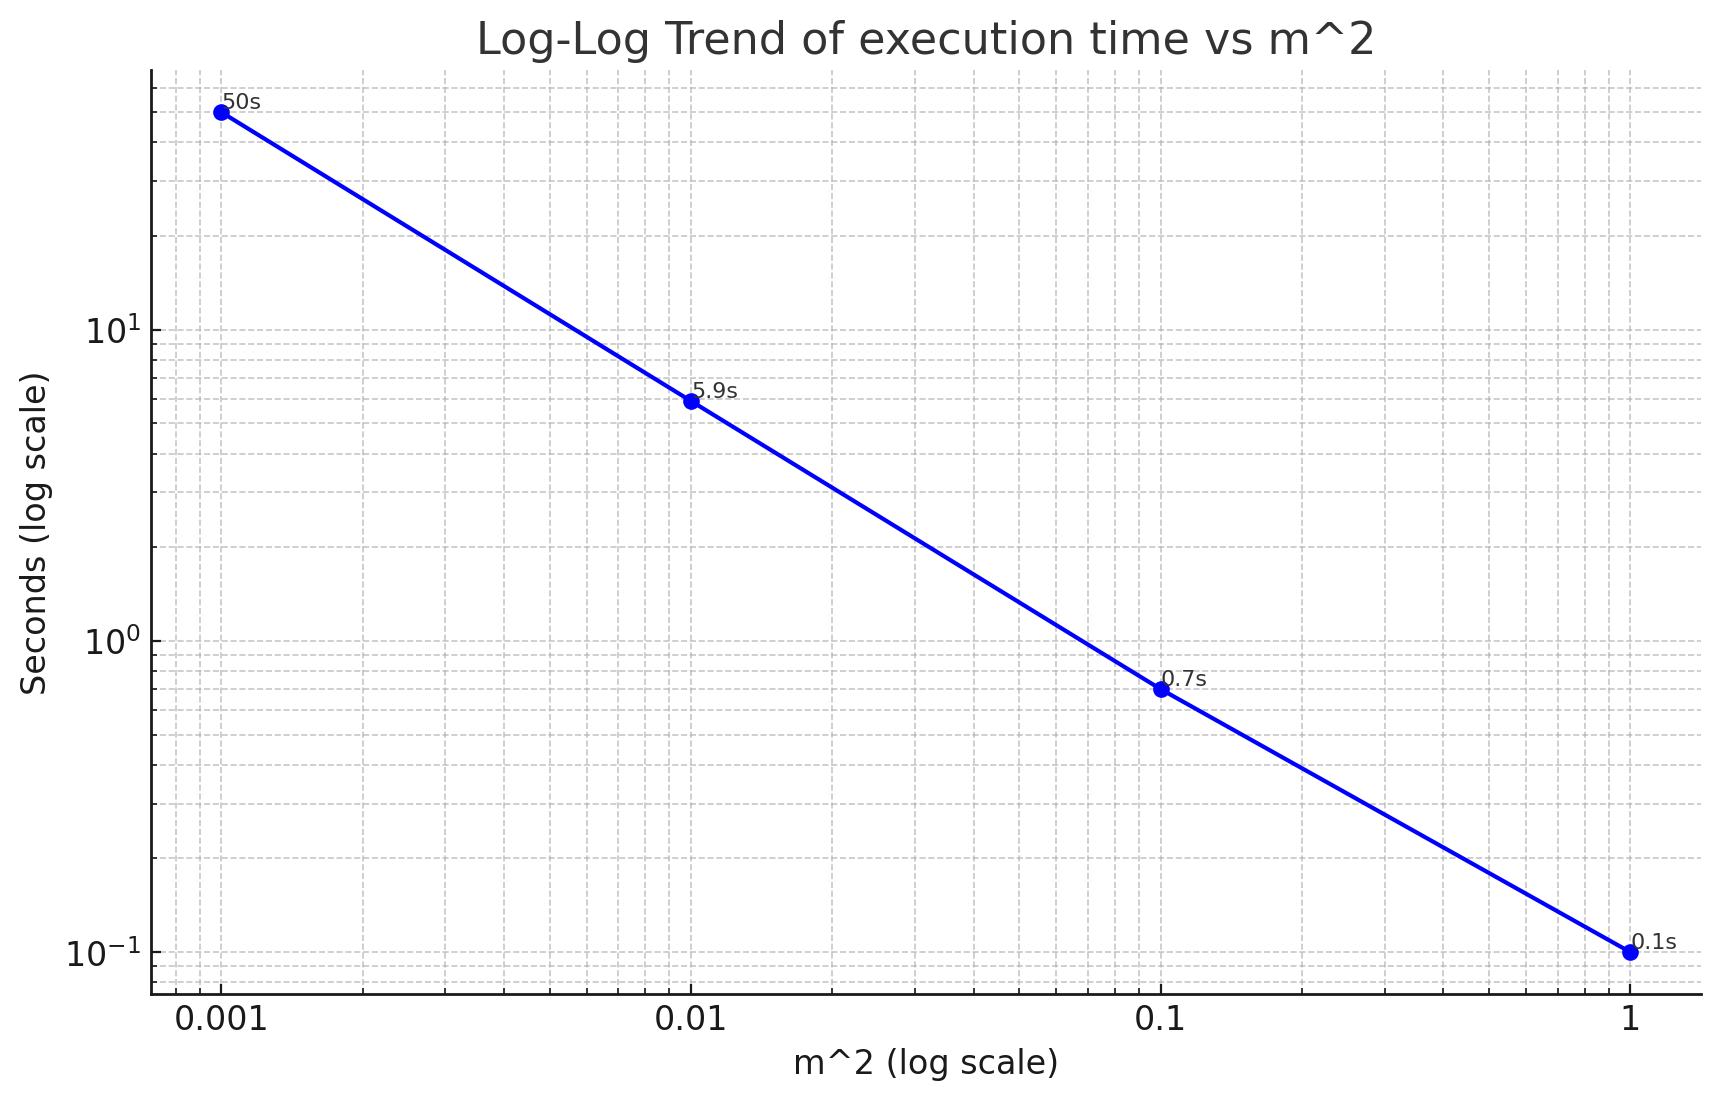 Log-Log Trend of execution time vs m^2
50s
5.9s
0.7s
0.1s
Seconds (log scale)
10¹
10⁰
10⁻¹
0.001
0.01
0.1
1
m^2 (log scale)